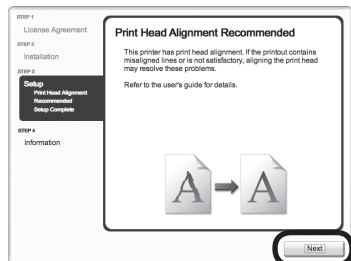 STEP 1
License Agreement
STEP 2
Installation
STEP 3
Setup
Print Head Alignment
Recommended
Setup Complete
STEP 4
Information
Print Head Alignment Recommended
This printer has print head alignment. If the printout contains
misaligned lines or is not satisfactory, aligning the print head
may resolve these problems.
Refer to the user's guide for details.
A A
Next